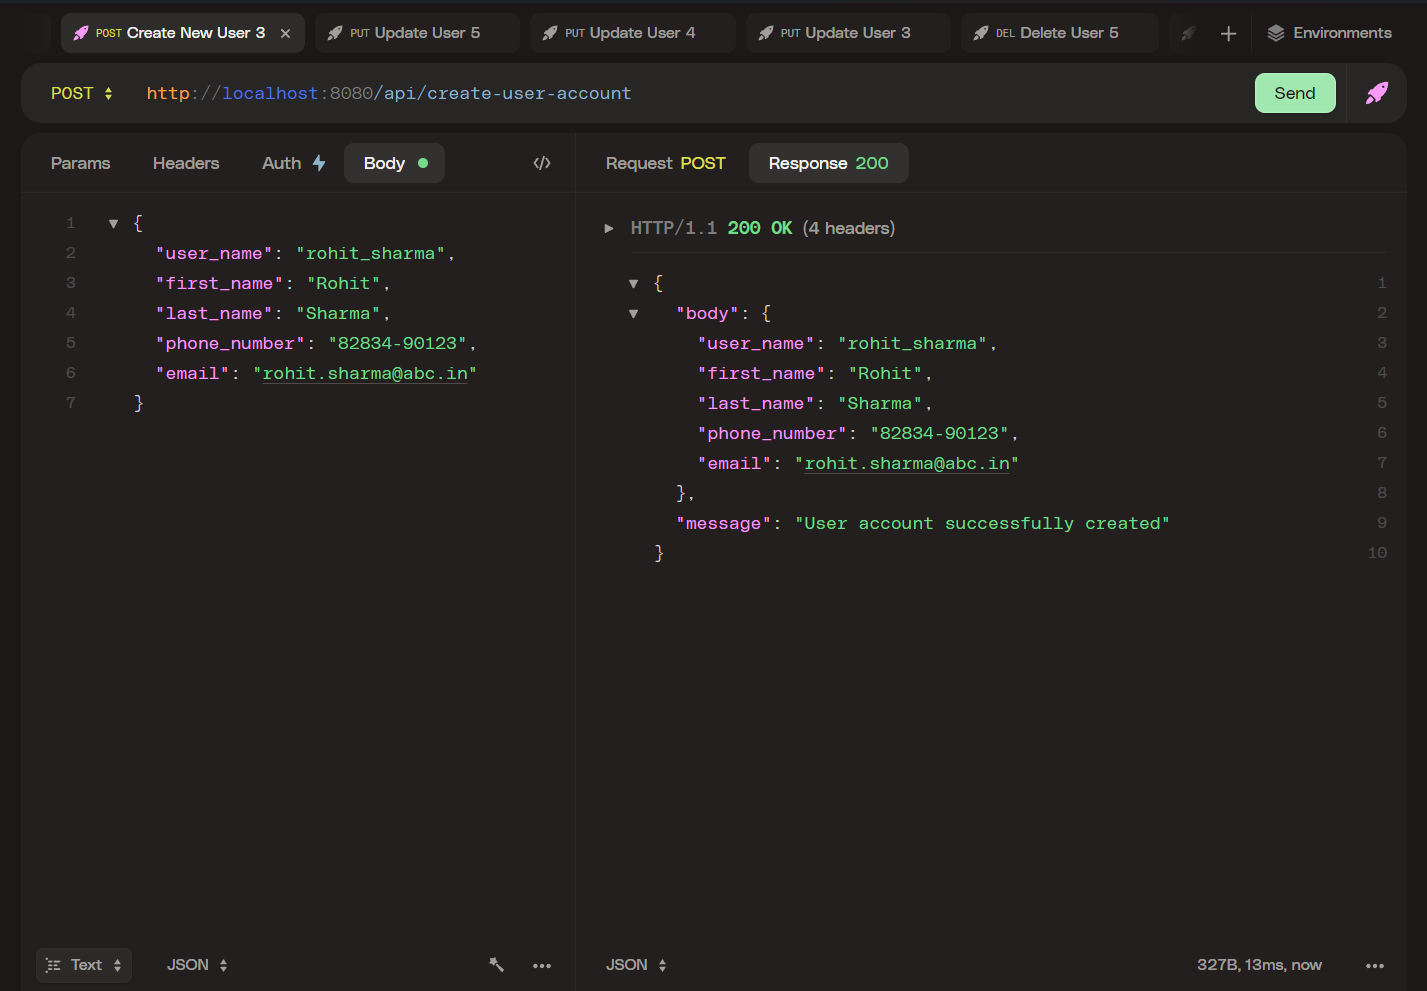 POST Create New User 3 × PUT Update User 5 PUT Update User 4 PUT Update User 3 DEL Delete User 5 + Environments
POST http://localhost:8080/api/create-user-account Send
Params Headers Auth Body </> Request POST Response 200
1 {
2 "user_name": "rohit_sharma",
3 "first_name": "Rohit",
4 "last_name": "Sharma",
5 "phone_number": "82834-90123",
6 "email": "rohit.sharma@abc.in"
7 }
HTTP/1.1 200 OK (4 headers)
{ 1
"body": { 2
"user_name": "rohit_sharma", 3
"first_name": "Rohit", 4
"last_name": "Sharma", 5
"phone_number": "82834-90123", 6
"email": "rohit.sharma@abc.in" 7
}, 8
"message": "User account successfully created" 9
} 10
Text JSON ••• JSON 327B, 13ms, now •••